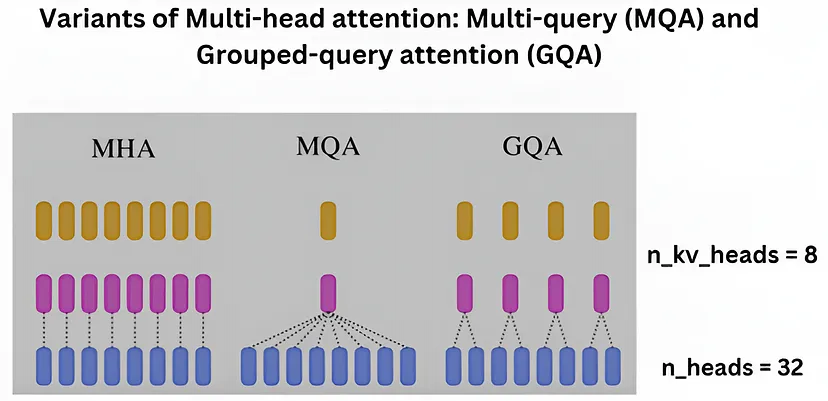 Variants of Multi-head attention: Multi-query (MQA) and
Grouped-query attention (GQA)
MHA
MQA
GQA
n_kv_heads = 8
n_heads = 32